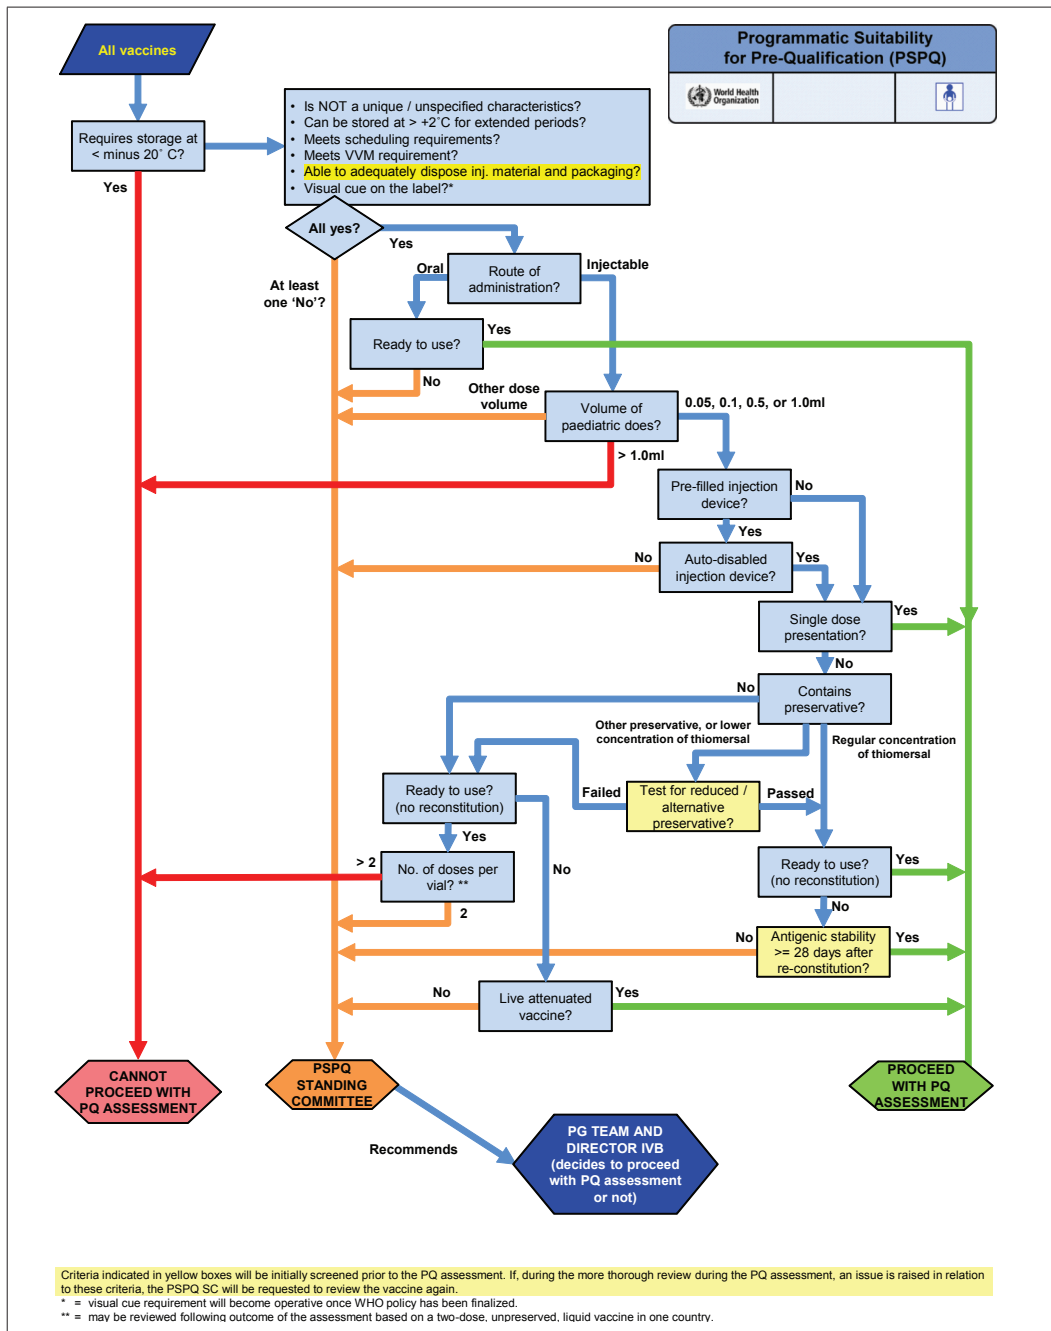 All vaccines
Programmatic Suitability
for Pre-Qualification (PSPQ)
World Health
Organization
Requires storage at
< minus 20˚ C?
• Is NOT a unique / unspecified characteristics?
• Can be stored at > +2˚C for extended periods?
• Meets scheduling requirements?
• Meets VVM requirement?
• Able to adequately dispose inj. material and packaging?
• Visual cue on the label?*
Yes
All yes?
Yes
At least
one ‘No’?
Oral
Route of
administration?
Injectable
Ready to use?
Yes
No
Other dose
volume
Volume of
paediatric does?
0.05, 0.1, 0.5, or 1.0ml
> 1.0ml
Pre-filled injection
device?
No
Yes
No
Auto-disabled
injection device?
Yes
Single dose
presentation?
Yes
No
No
Contains
preservative?
Other preservative, or lower
concentration of thiomersal
Regular concentration
of thiomersal
Ready to use?
(no reconstitution)
Failed
Test for reduced /
alternative
preservative?
Passed
Yes
> 2
No. of doses per
vial? **
No
2
Ready to use?
(no reconstitution)
Yes
No
No
Antigenic stability
>= 28 days after
re-constitution?
Yes
No
Live attenuated
vaccine?
Yes
CANNOT
PROCEED WITH
PQ ASSESSMENT
PSPQ
STANDING
COMMITTEE
PROCEED
WITH PQ
ASSESSMENT
Recommends
PG TEAM AND
DIRECTOR IVB
(decides to proceed
with PQ assessment
or not)
Criteria indicated in yellow boxes will be initially screened prior to the PQ assessment. If, during the more thorough review during the PQ assessment, an issue is raised in relation
to these criteria, the PSPQ SC will be requested to review the vaccine again.
* = visual cue requirement will become operative once WHO policy has been finalized.
** = may be reviewed following outcome of the assessment based on a two-dose, unpreserved, liquid vaccine in one country.